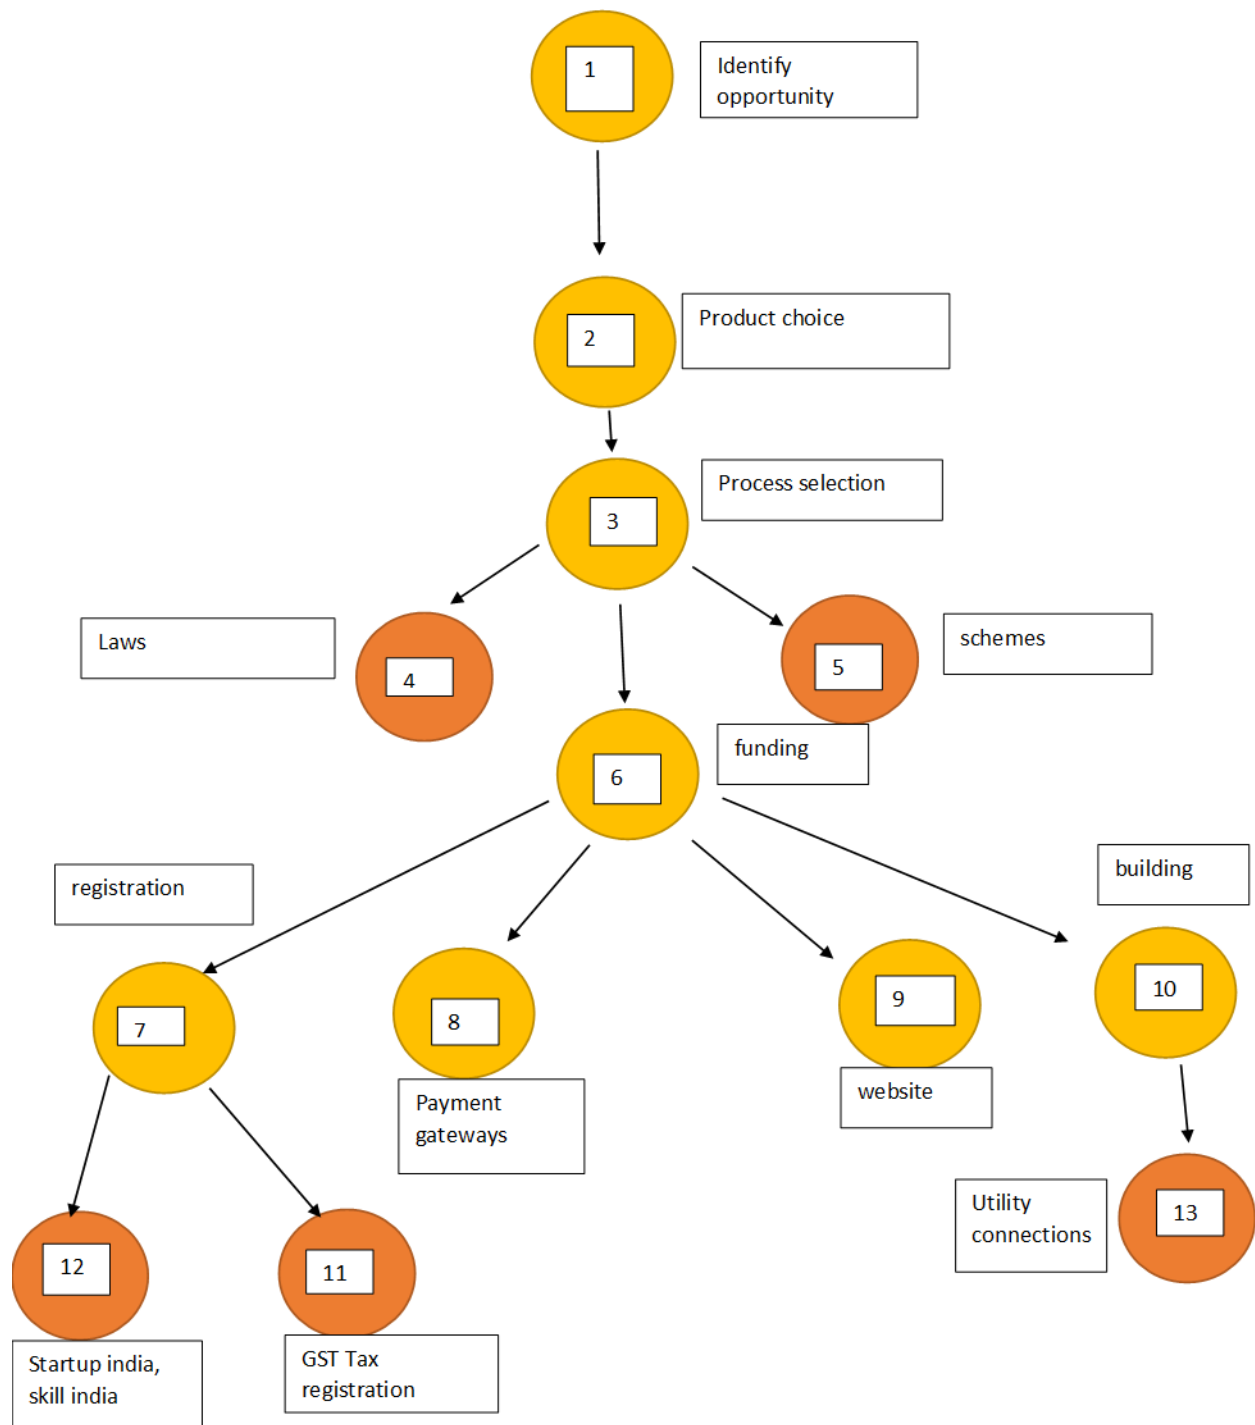 1
Identify
opportunity
2
Product choice
3
Process selection
Laws
4
5
schemes
6
funding
registration
building
7
8
9
10
Payment
gateways
website
12
11
Utility
connections
13
Startup india,
skill india
GST Tax
registration